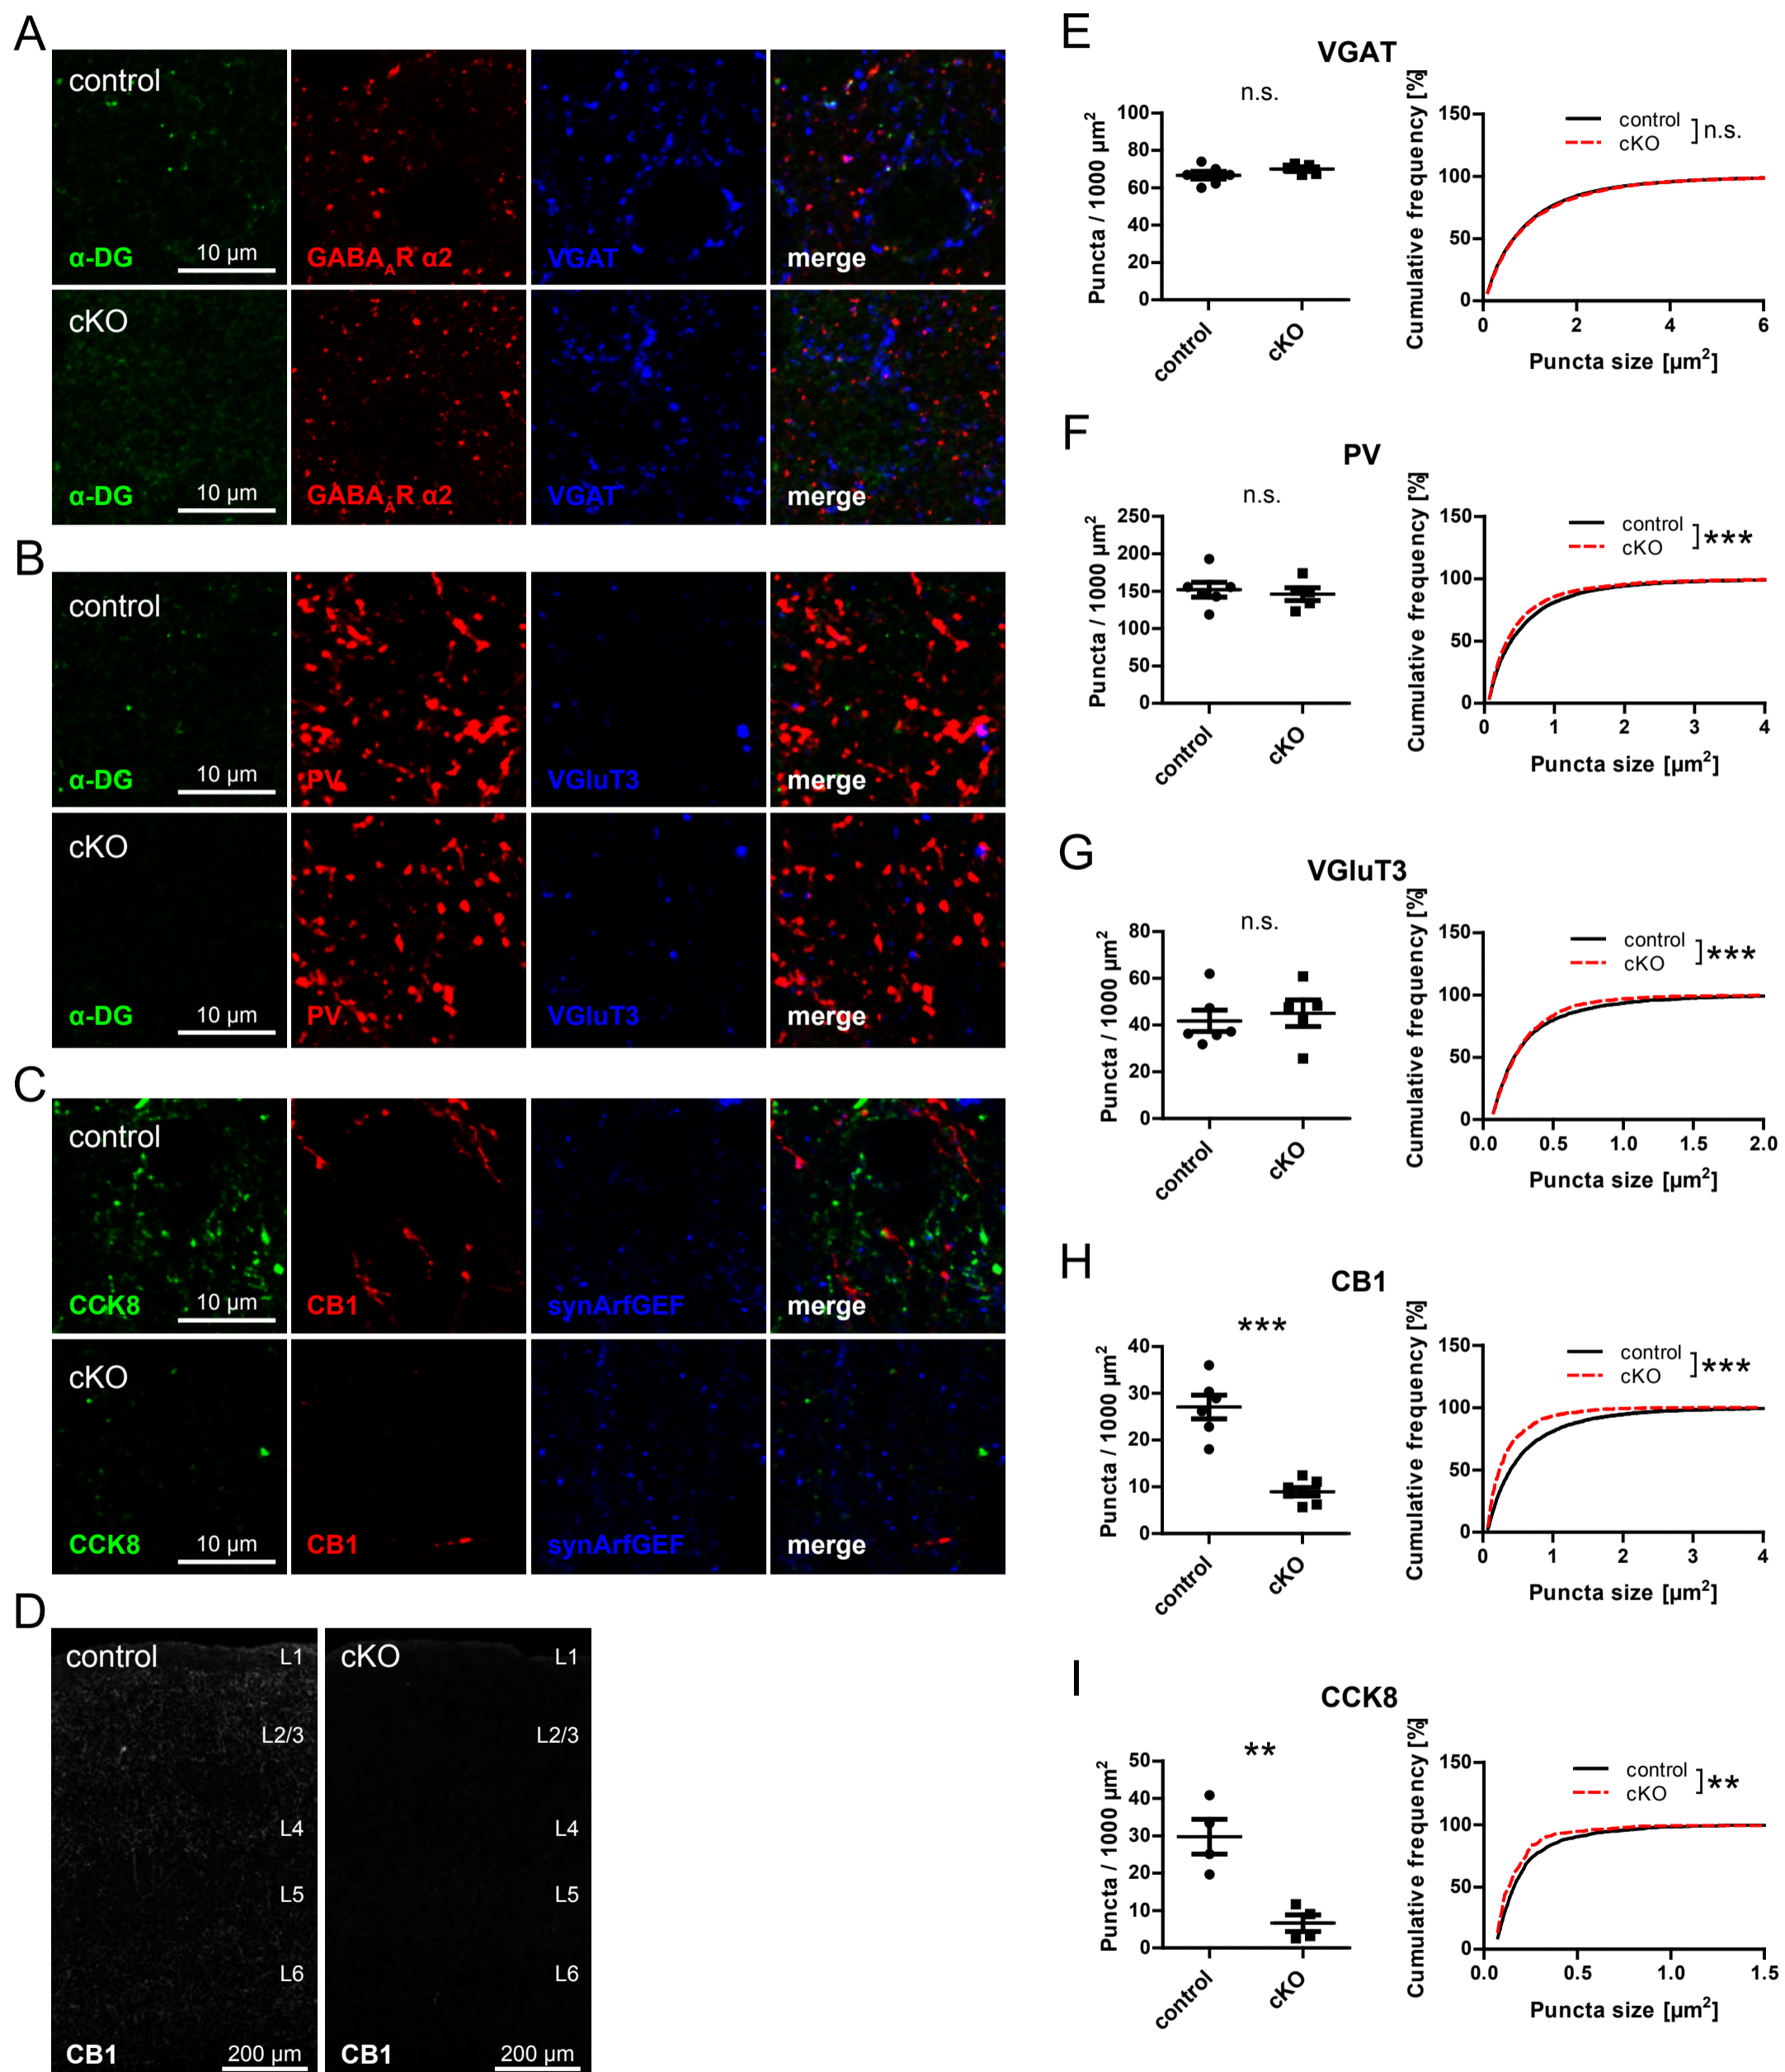 A
control
α-DG
10 µm
GABA_A R α2
VGAT
merge
cKO
α-DG
10 µm
GABA_A R α2
VGAT
merge
B
control
α-DG
10 µm
PV
VGluT3
merge
cKO
α-DG
10 µm
PV
VGluT3
merge
C
control
CCK8
10 µm
CB1
synArfGEF
merge
cKO
CCK8
10 µm
CB1
synArfGEF
merge
D
control
L1
L2/3
L4
L5
L6
CB1
200 µm
cKO
L1
L2/3
L4
L5
L6
CB1
200 µm
E
VGAT
n.s.
Puncta / 1000 µm²
100
80
60
40
20
0
control
cKO
Cumulative frequency [%]
150
100
50
0
control
cKO
n.s.
0 2 4 6
Puncta size [µm²]
F
PV
n.s.
Puncta / 1000 µm²
250
200
150
100
50
0
control
cKO
Cumulative frequency [%]
150
100
50
0
control
cKO
***
0 1 2 3 4
Puncta size [µm²]
G
VGluT3
n.s.
Puncta / 1000 µm²
80
60
40
20
0
control
cKO
Cumulative frequency [%]
150
100
50
0
control
cKO
***
0.0 0.5 1.0 1.5 2.0
Puncta size [µm²]
H
CB1
***
Puncta / 1000 µm²
40
30
20
10
0
control
cKO
Cumulative frequency [%]
150
100
50
0
control
cKO
***
0 1 2 3 4
Puncta size [µm²]
I
CCK8
**
Puncta / 1000 µm²
50
40
30
20
10
0
control
cKO
Cumulative frequency [%]
150
100
50
0
control
cKO
**
0.0 0.5 1.0 1.5
Puncta size [µm²]